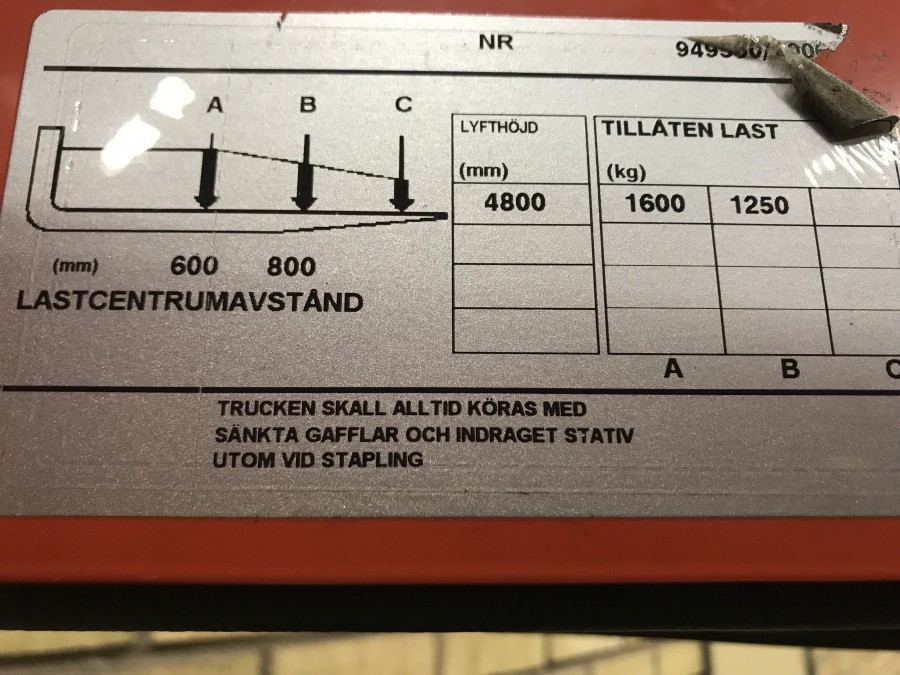 NR
A B C
(mm) 600 800
LASTCENTRUMAVSTÅND
LYFTHÖJD
(mm)
4800
TILLÅTEN LAST
(kg)
1600 1250
A B C
TRUCKEN SKALL ALLTID KÖRAS MED
SÄNKTA GAFFLAR OCH INDRAGET STATIV
UTOM VID STAPLING